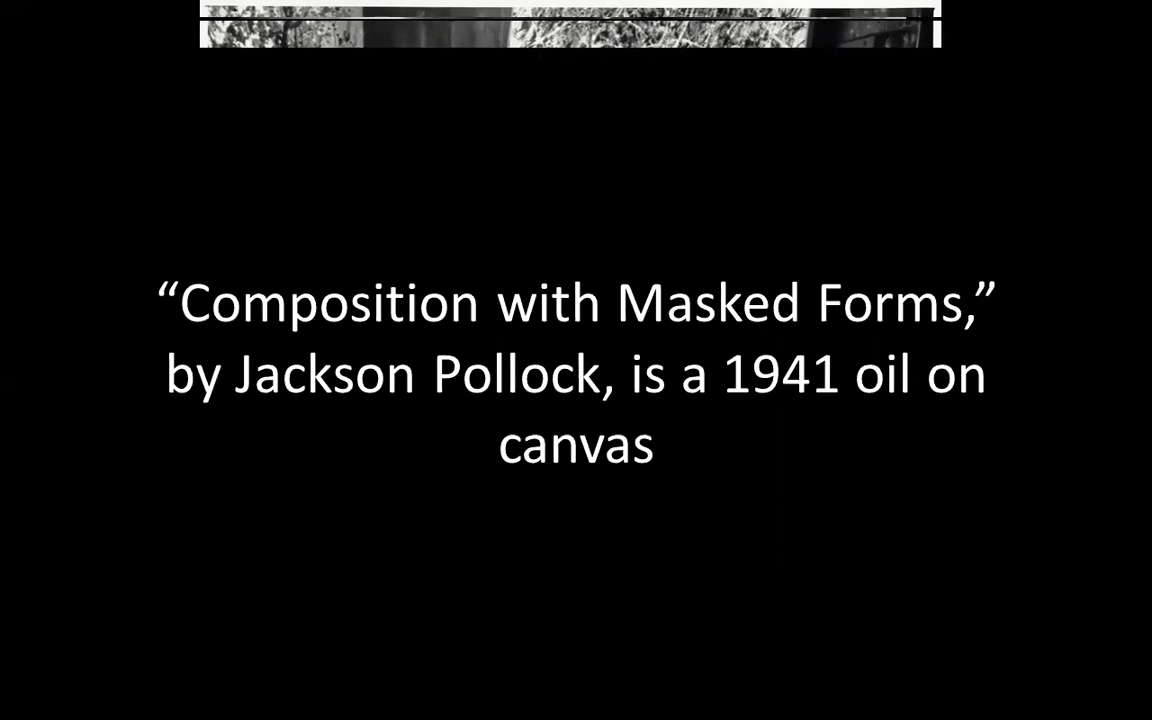 “Composition with Masked Forms,”
by Jackson Pollock, is a 1941 oil on
canvas